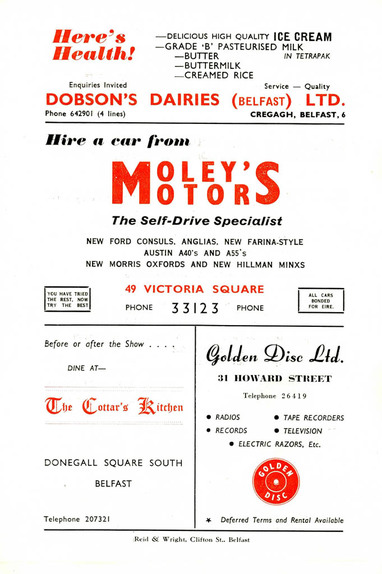 Here's
Health!
—DELICIOUS HIGH QUALITY ICE CREAM
—GRADE 'B' PASTEURISED MILK
—BUTTER IN TETRAPAK
—BUTTERMILK
—CREAMED RICE
Enquiries Invited
Service — Quality
DOBSON'S DAIRIES (BELFAST) LTD.
Phone 642901 (4 lines)
CREGAGH, BELFAST, 6
Hire a car from
MOLEY'S
MOTORS
The Self-Drive Specialist
NEW FORD CONSULS, ANGLIAS, NEW FARINA-STYLE
AUSTIN A40's AND A55's
NEW MORRIS OXFORDS AND NEW HILLMAN MINXS
YOU HAVE TRIED
THE REST, NOW
TRY THE BEST
49 VICTORIA SQUARE
PHONE 33123 PHONE
ALL CARS
BONDED
FOR EIRE.
Before or after the Show . . . .
DINE AT—
The Cottar's Kitchen
DONEGALL SQUARE SOUTH
BELFAST
Telephone 207321
Golden Disc Ltd.
31 HOWARD STREET
Telephone 26419
● RADIOS
● TAPE RECORDERS
● RECORDS
● TELEVISION
● ELECTRIC RAZORS, Etc.
GOLDEN
DISC
★ Deferred Terms and Rental Available
Reid & Wright, Clifton St., Belfast